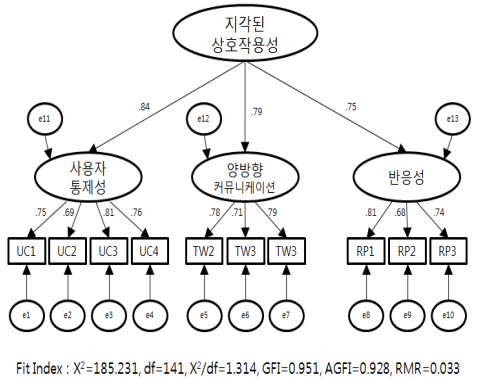 지각된
상호작용성
.84
.79
.75
e11
e12
e13
사용자
통제성
양방향
커뮤니케이션
반응성
.75 .69 .81 .76
.78 .71 .79
.81 .68 .74
UC1 UC2 UC3 UC4
TW2 TW3 TW3
RP1 RP2 RP3
e1 e2 e3 e4
e5 e6 e7
e8 e9 e10
Fit Index : X²=185.231, df=141, X²/df=1.314, GFI=0.951, AGFI=0.928, RMR=0.033